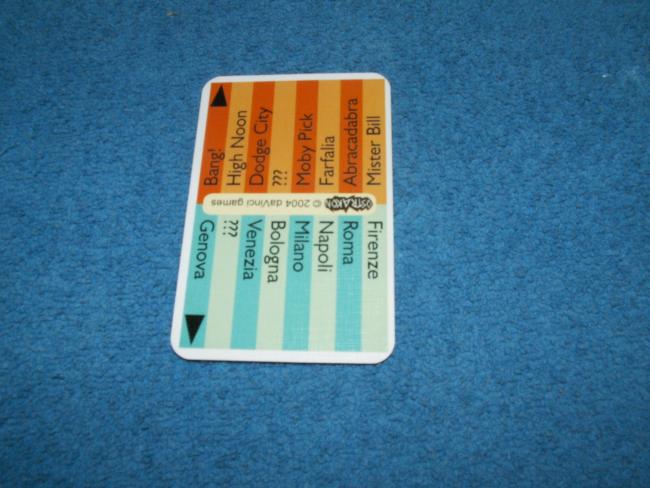 Bang!
High Noon
Dodge City
???
Moby Pick
Farfalia
Abracadabra
Mister Bill
OSTRAKON © 2004 daVinci games
Firenze
Roma
Napoli
Milano
Bologna
Venezia
???
Genova